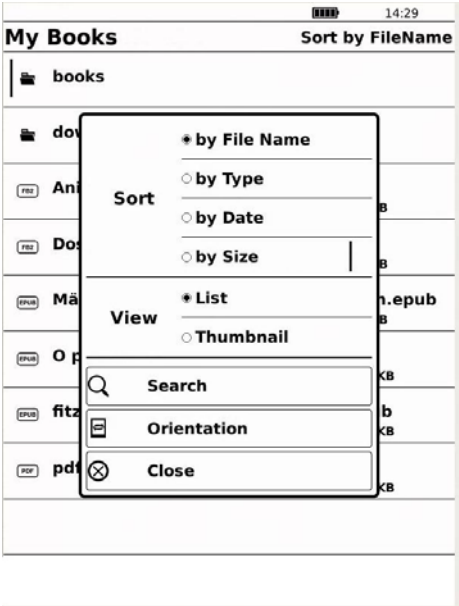 14:29
My Books Sort by FileName
books
dov
FB2 Ani
B
FB2 Dos
B
EPUB Mä n.epub
B
EPUB O p
KB
EPUB fitz b
KB
PDF pdf
KB
Sort
by File Name
by Type
by Date
by Size
View
List
Thumbnail
Search
Orientation
Close